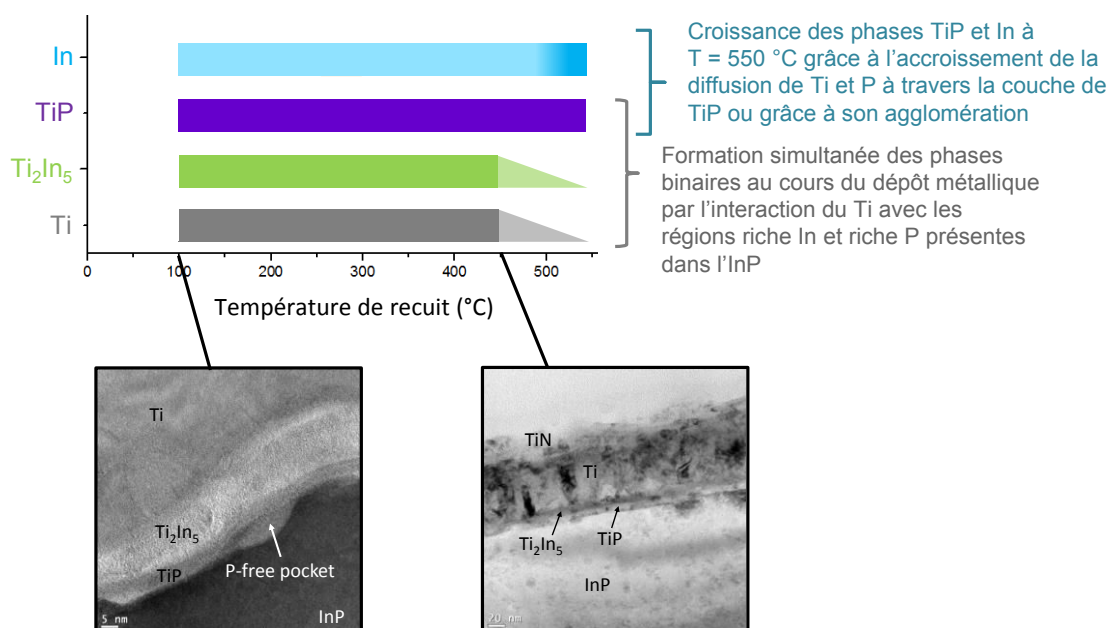 In
TiP
Ti₂In₅
Ti
0
100
200
300
400
500
Température de recuit (°C)
Croissance des phases TiP et In à
T = 550 °C grâce à l’accroissement de la
diffusion de Ti et P à travers la couche de
TiP ou grâce à son agglomération
Formation simultanée des phases
binaires au cours du dépôt métallique
par l’interaction du Ti avec les
régions riche In et riche P présentes
dans l’InP
Ti
Ti₂In₅
TiP
P-free pocket
InP
5 nm
TiN
Ti
Ti₂In₅
TiP
InP
20 nm